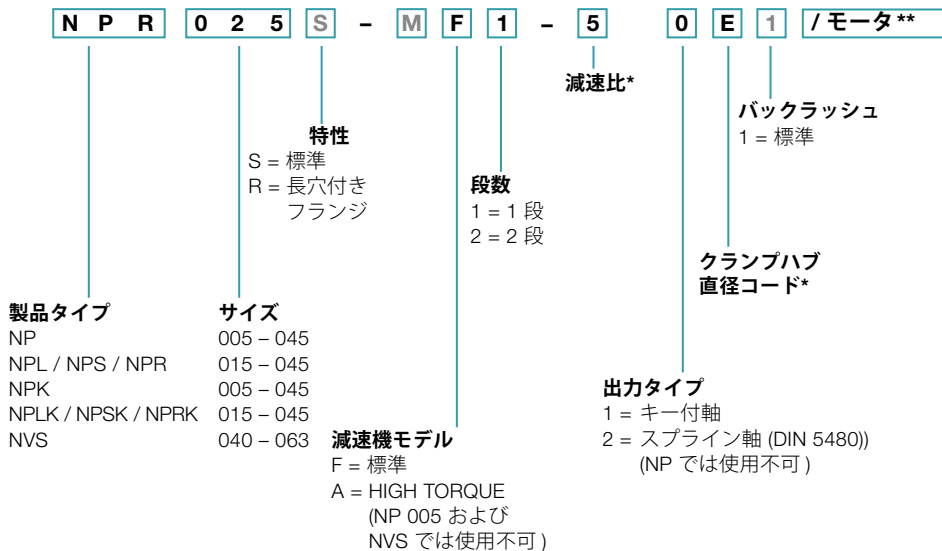 N P R 0 2 5 S – M F 1 – 5 0 E 1 / モータ**
減速比*
バックラッシュ
1 = 標準
特性
S = 標準
R = 長穴付き
フランジ
段数
1 = 1 段
2 = 2 段
クランプハブ
直径コード*
製品タイプ
サイズ
NP 005 – 045
NPL / NPS / NPR 015 – 045
NPK 005 – 045
NPLK / NPSK / NPRK 015 – 045
NVS 040 – 063
減速機モデル
F = 標準
A = HIGH TORQUE
(NP 005 および
NVS では使用不可 )
出力タイプ
1 = キー付軸
2 = スプライン軸 (DIN 5480))
(NP では使用不可 )